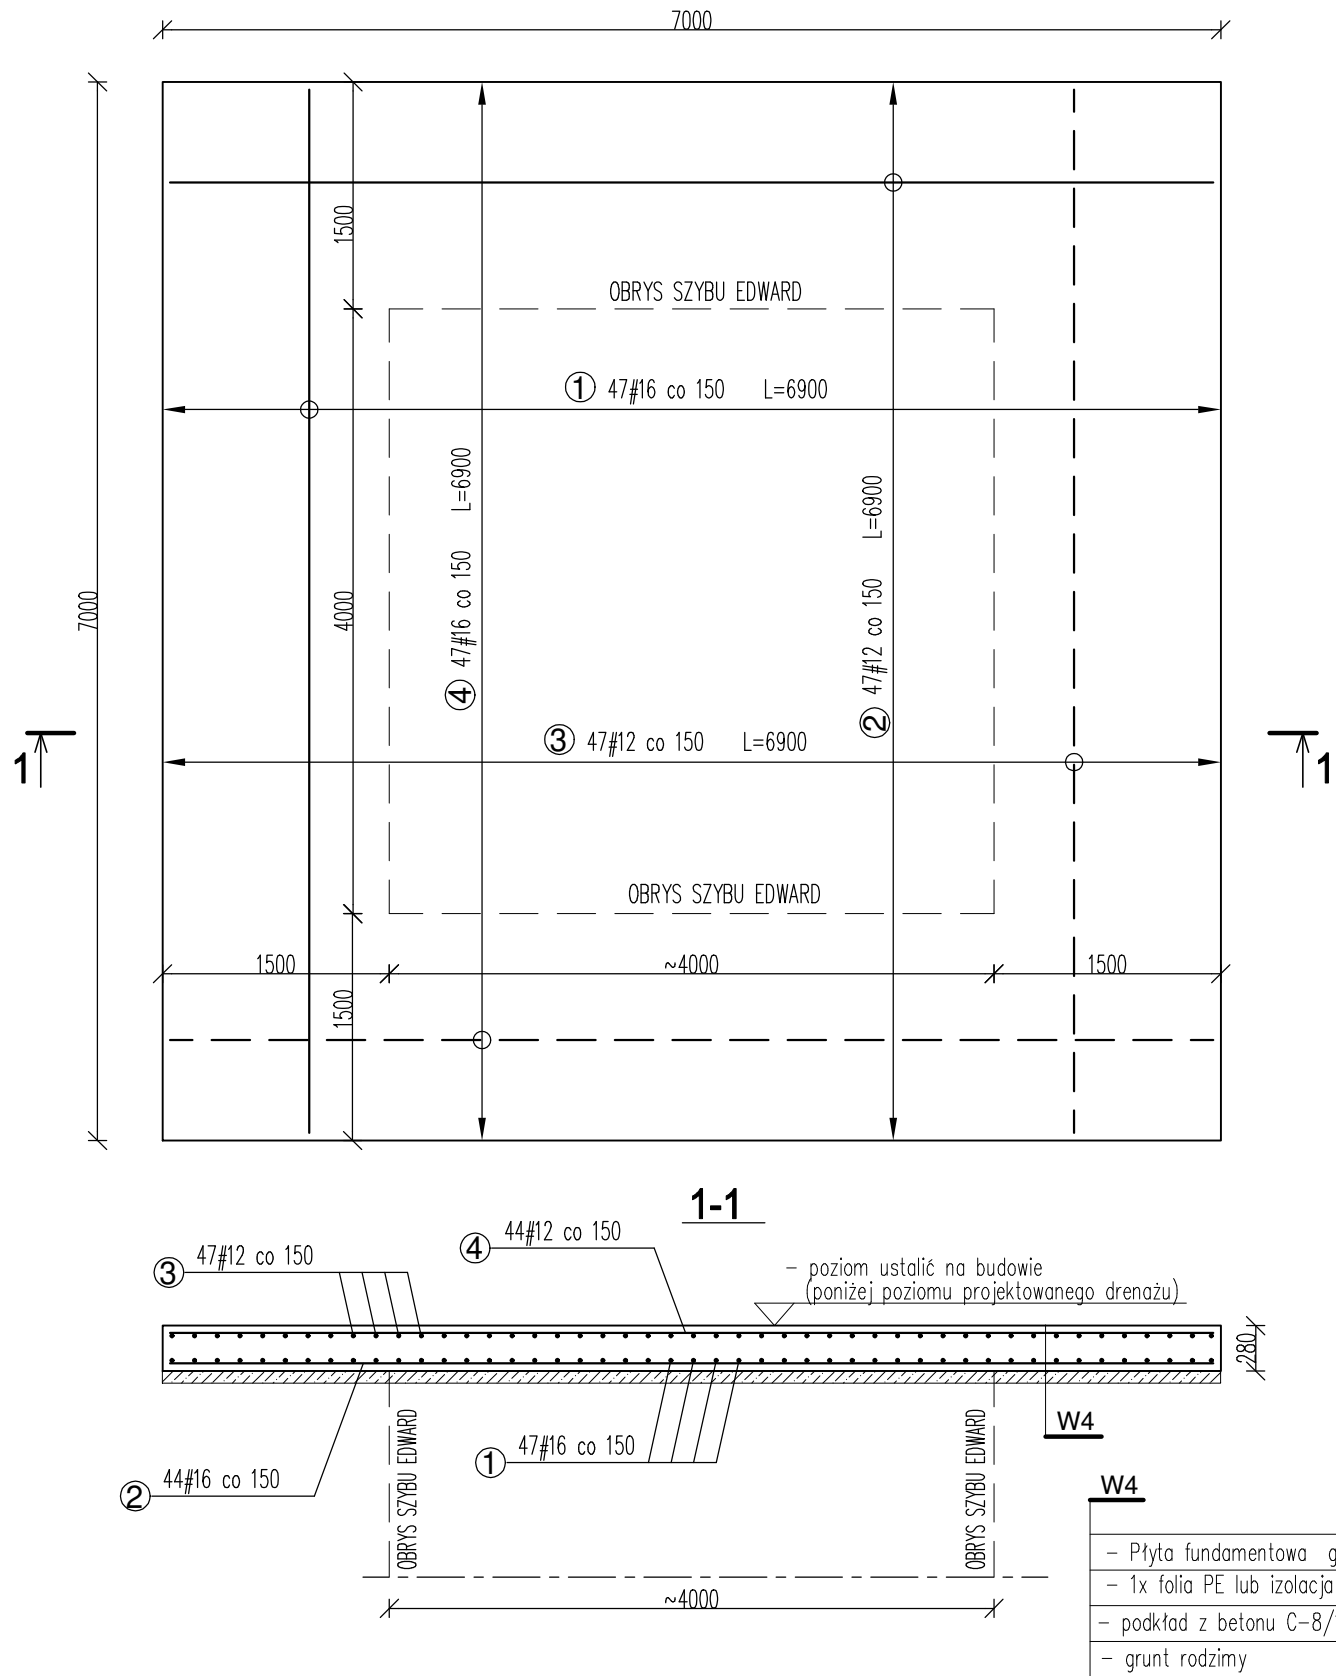 7000
7000
1500
4000
1500
OBRYS SZYBU EDWARD
① 47#16 co 150 L=6900
④ 47#16 co 150 L=6900
② 47#12 co 150 L=6900
③ 47#12 co 150 L=6900
1
1
OBRYS SZYBU EDWARD
1500
~4000
1500
1-1
③ 47#12 co 150
④ 44#12 co 150
- poziom ustalić na budowie
(poniżej poziomu projektowanego drenażu)
280
W4
① 47#16 co 150
② 44#16 co 150
OBRYS SZYBU EDWARD
OBRYS SZYBU EDWARD
~4000
W4
- Płyta fundamentowa g
- 1x folia PE lub izolacja
- podkład z betonu C-8/
- grunt rodzimy